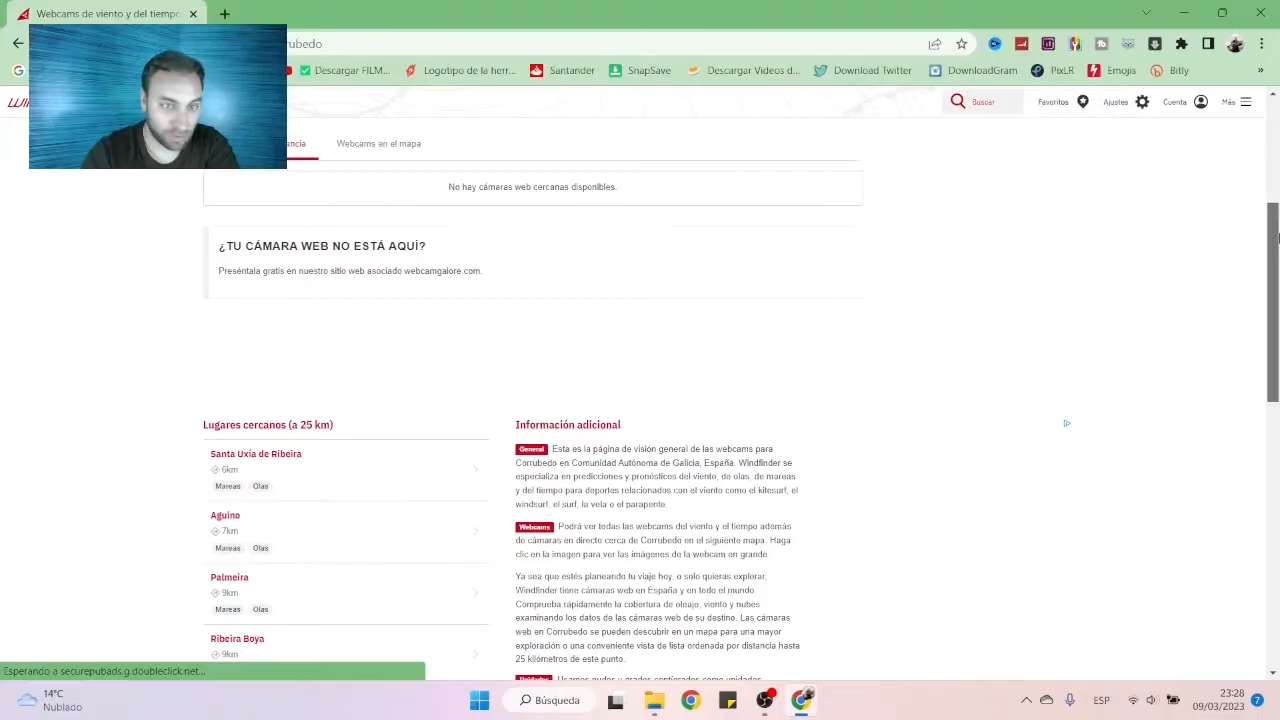 Webcams de viento y del tiempo
rubedo
Descargar FILM...
Logotipo de la herr...
Santander
SnapSave
Descargar Videos d...
Download Twitter
DownloadGram
PixLR
Emojis
Bitly
Buscar
Favoritos
Ajustes
Cuenta
Más
ancia
Webcams en el mapa
No hay cámaras web cercanas disponibles.
¿TU CÁMARA WEB NO ESTÁ AQUÍ?
Preséntala gratis en nuestro sitio web asociado webcamgalore.com.
Lugares cercanos (a 25 km)
Santa Uxía de Ribeira
6km
Mareas Olas
Aguino
7km
Mareas Olas
Palmeira
9km
Mareas Olas
Ribeira Boya
9km
Información adicional
General Esta es la página de visión general de las webcams para
Corrubedo en Comunidad Autónoma de Galicia, España. Windfinder se
especializa en predicciones y pronósticos del viento, de olas, de mareas
y del tiempo para deportes relacionados con el viento como el kitesurf, el
windsurf, el surf, la vela o el parapente.
Webcams Podrá ver todas las webcams del viento y el tiempo además
de cámaras en directo cerca de Corrubedo en el siguiente mapa. Haga
clic en la imagen para ver las imágenes de la webcam en grande.
Ya sea que estés planeando tu viaje hoy, o solo quieras explorar,
Windfinder tiene cámaras web en España y en todo el mundo.
Comprueba rápidamente la cobertura de oleaje, viento y nubes
examinando los datos de las cámaras web de su destino. Las cámaras
web en Corrubedo se pueden descubrir en un mapa para una mayor
exploración o una conveniente vista de lista ordenada por distancia hasta
25 kilómetros de este punto.
Usamos nudos y grados centígrados como unidades
Esperando a securepubads.g.doubleclick.net...
14°C
Nublado
Búsqueda
ESP
23:28
09/03/2023
7